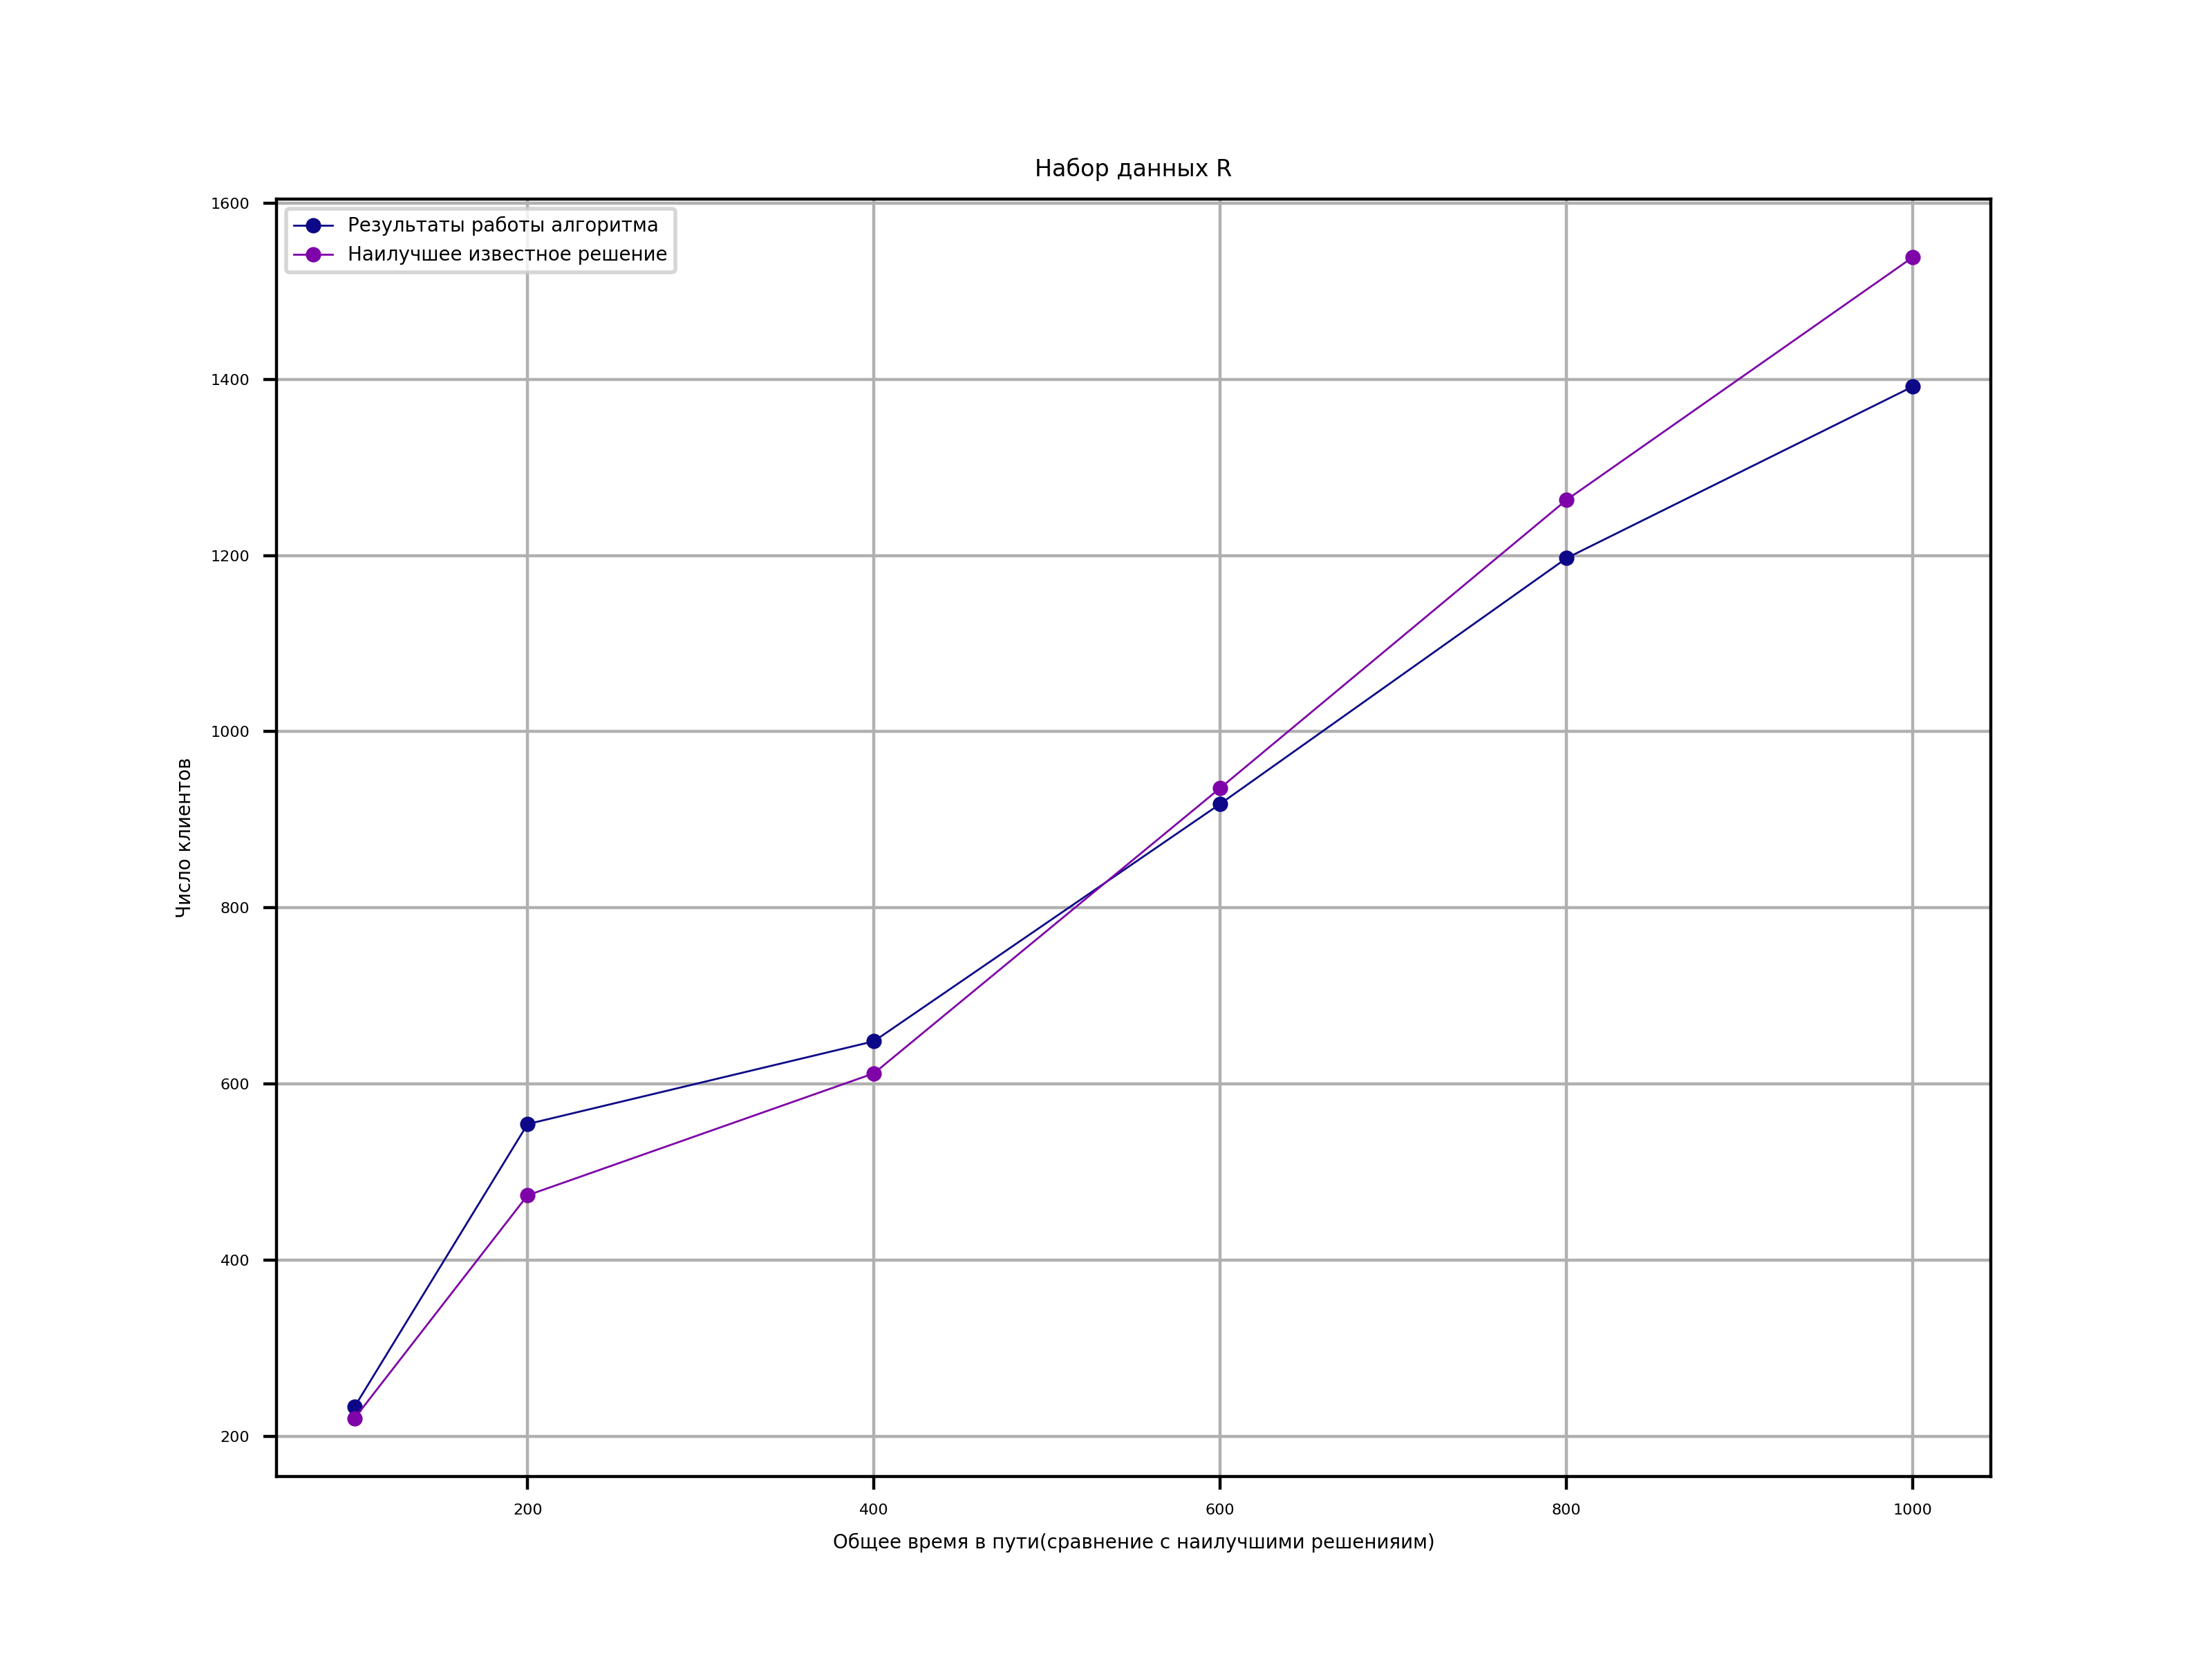 Набор данных R
Результаты работы алгоритма
Наилучшее известное решение
1600
1400
1200
1000
800
600
400
200
Число клиентов
200 400 600 800 1000
Общее время в пути(сравнение с наилучшими решенияим)